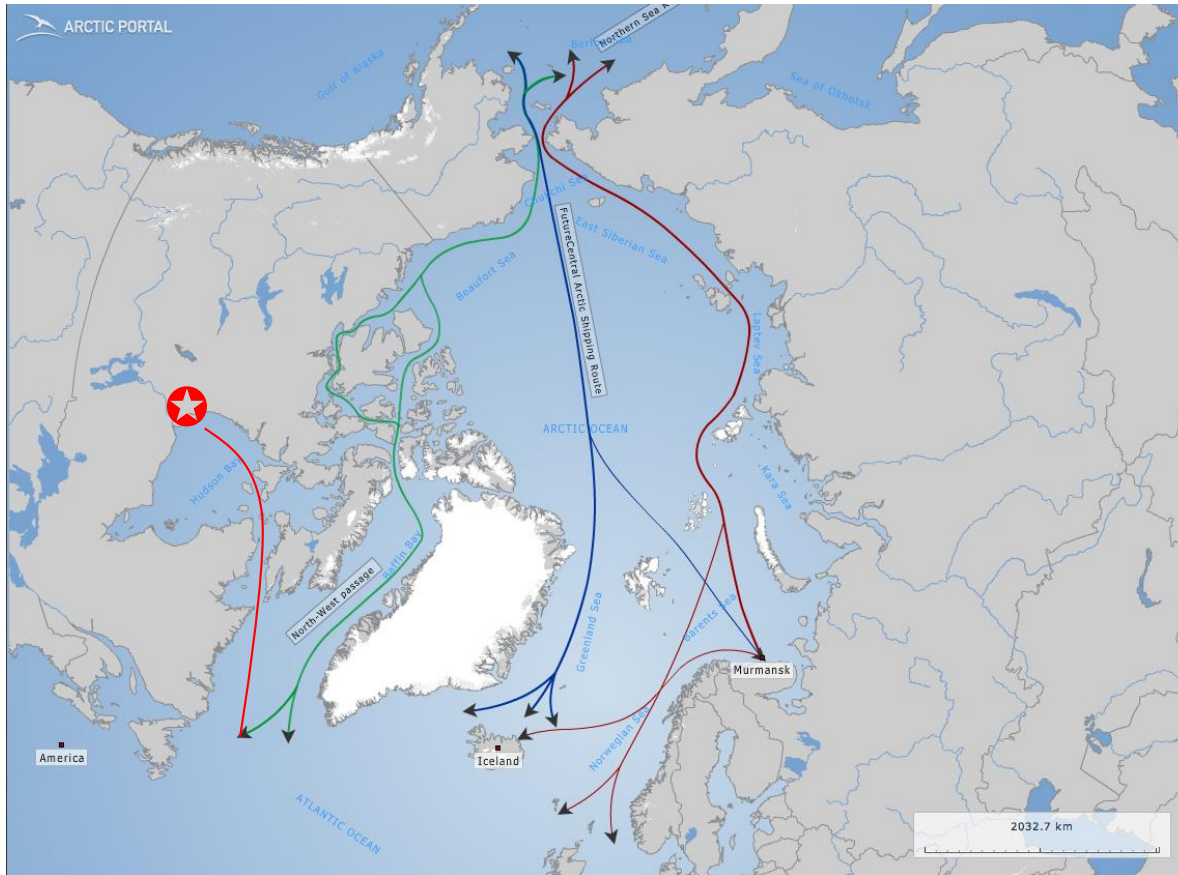 ARCTIC PORTAL
Northern Sea R
Gulf of Alaska
Sea of Okhotsk
Chukchi Sea
East Siberian Sea
Beaufort Sea
FutureCentral Arctic Shipping Route
Laptev Sea
ARCTIC OCEAN
Hudson Bay
Kara Sea
Baffin Bay
North-West passage
Greenland Sea
Barents Sea
Murmansk
Norwegian Sea
America
Iceland
ATLANTIC OCEAN
2032.7 km